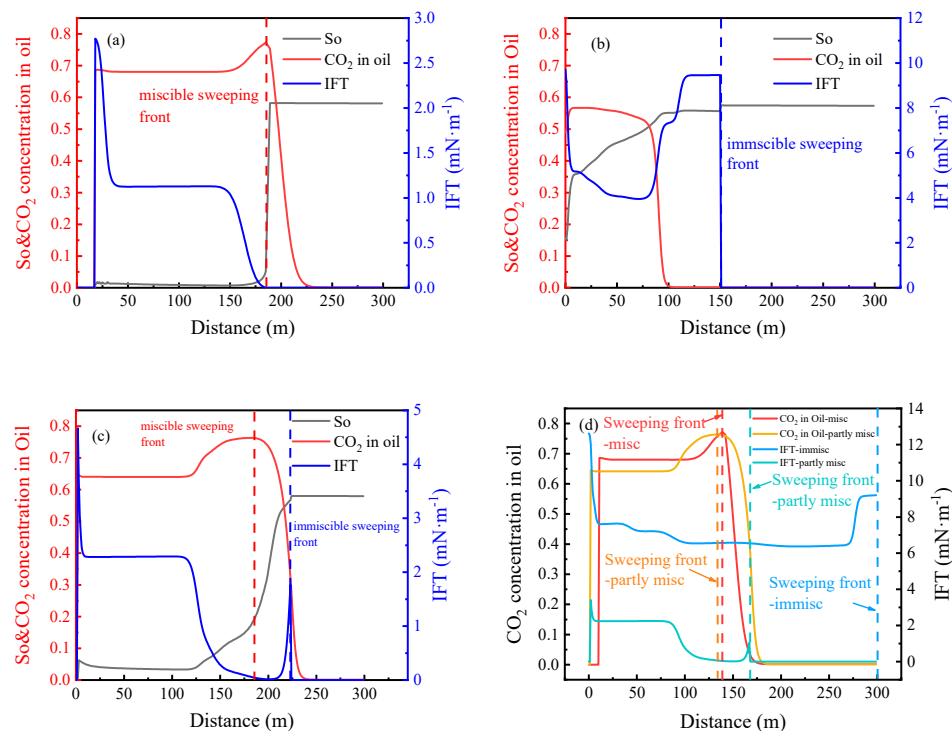 (a)
So
CO₂ in oil
IFT
miscible sweeping
front
So&CO₂ concentration in Oil
0.8
0.7
0.6
0.5
0.4
0.3
0.2
0.1
0.0
3.0
2.5
2.0
1.5
1.0
0.5
0.0
IFT (mN·m⁻¹)
0 50 100 150 200 250 300
Distance (m)
(b)
So
CO₂ in oil
IFT
immscible sweeping
front
So&CO₂ concentration in Oil
0.8
0.7
0.6
0.5
0.4
0.3
0.2
0.1
0.0
12
10
8
6
4
2
0
IFT (mN·m⁻¹)
0 50 100 150 200 250 300
Distance (m)
(c)
miscible sweeping
front
So
CO₂ in oil
IFT
immiscible sweeping
front
So&CO₂ concentration in Oil
0.8
0.7
0.6
0.5
0.4
0.3
0.2
0.1
0.0
5
4
3
2
1
0
IFT (mN·m⁻¹)
0 50 100 150 200 250 300
Distance (m)
(d)
Sweeping front
-misc
CO₂ in Oil-misc
CO₂ in Oil-partly misc
IFT-immisc
IFT-partly misc
Sweeping front
-partly misc
Sweeping front
-partly misc
Sweeping front
-immisc
CO₂ concentration in oil
0.8
0.7
0.6
0.5
0.4
0.3
0.2
0.1
0.0
14
12
10
8
6
4
2
0
IFT (mN·m⁻¹)
0 50 100 150 200 250 300
Distance (m)